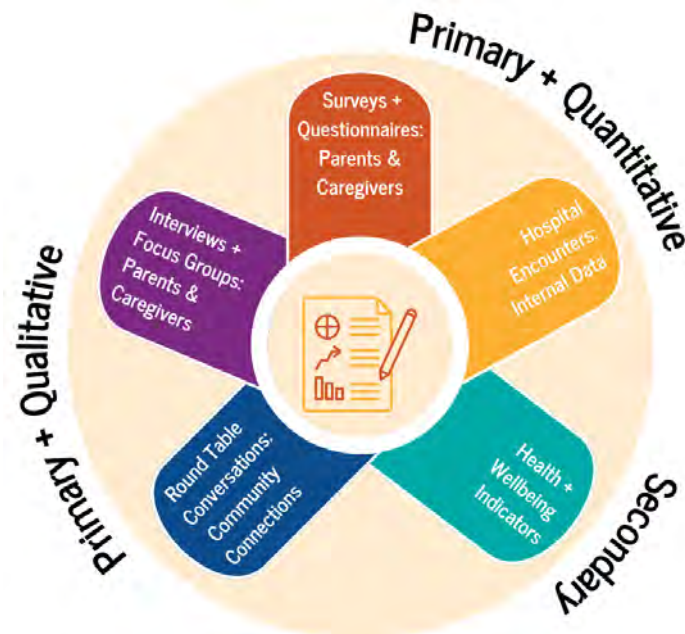 Primary + Quantitative
Surveys +
Questionnaires:
Parents &
Caregivers
Hospital
Encounters:
Internal Data
Interviews +
Focus Groups:
Parents &
Caregivers
Primary + Qualitative
Round Table
Conversations:
Community
Connections
Health +
Wellbeing
Indicators
Secondary